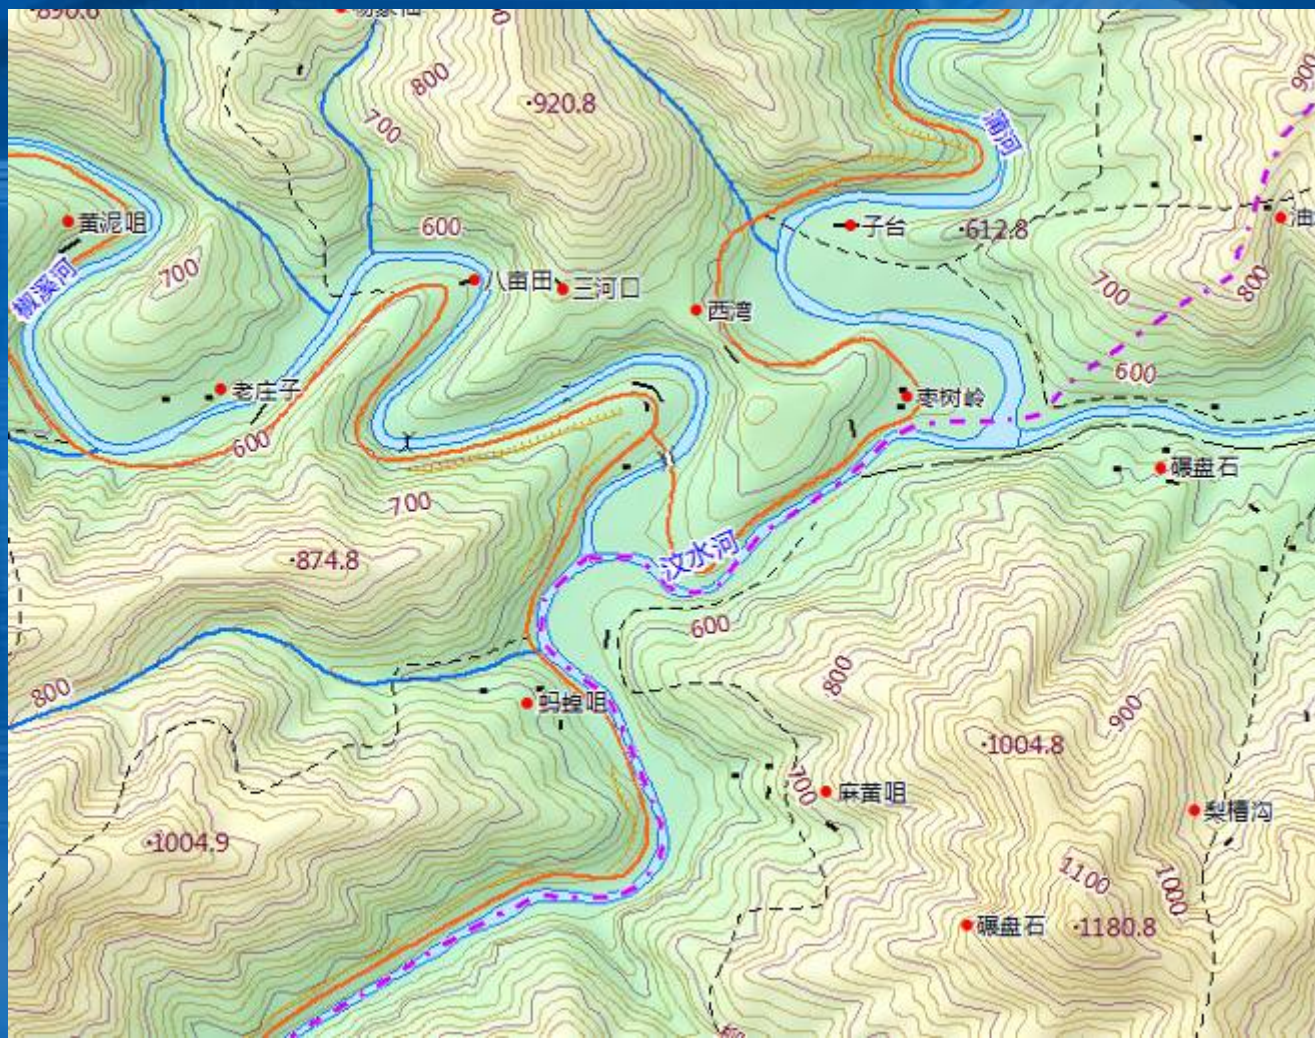 890.6
800
900
920.8
700
蒲河
黄泥咀
600
子台
612.8
油
700
椒溪河
八亩田
三河口
西湾
700
800
老庄子
枣树岭
600
600
碾盘石
700
汶水河
874.8
600
800
800
蚂蝗咀
900
1004.8
700
麻黄咀
梨槽沟
1004.9
1100
1000
碾盘石
1180.8